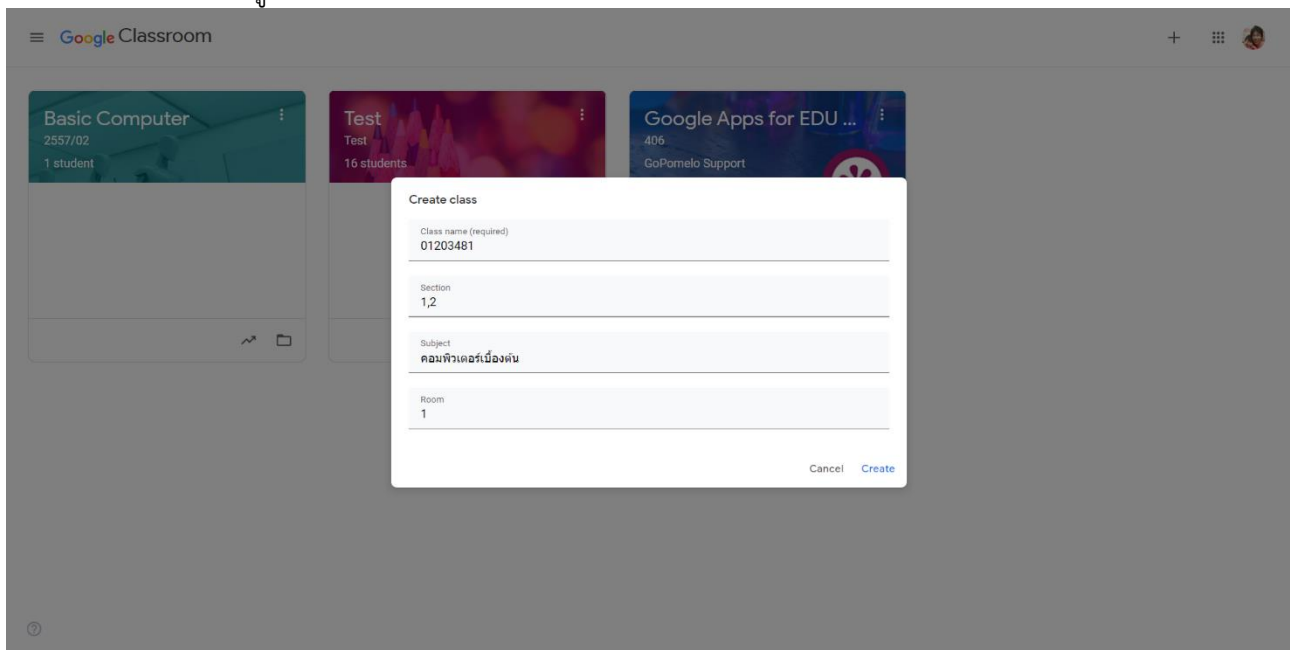 Google Classroom
Basic Computer
2557/02
1 student
Test
Test
16 students
Google Apps for EDU ...
406
GoPomelo Support
Create class
Class name (required)
01203481
Section
1,2
Subject
คอมพิวเตอร์เบื้องต้น
Room
1
Cancel Create